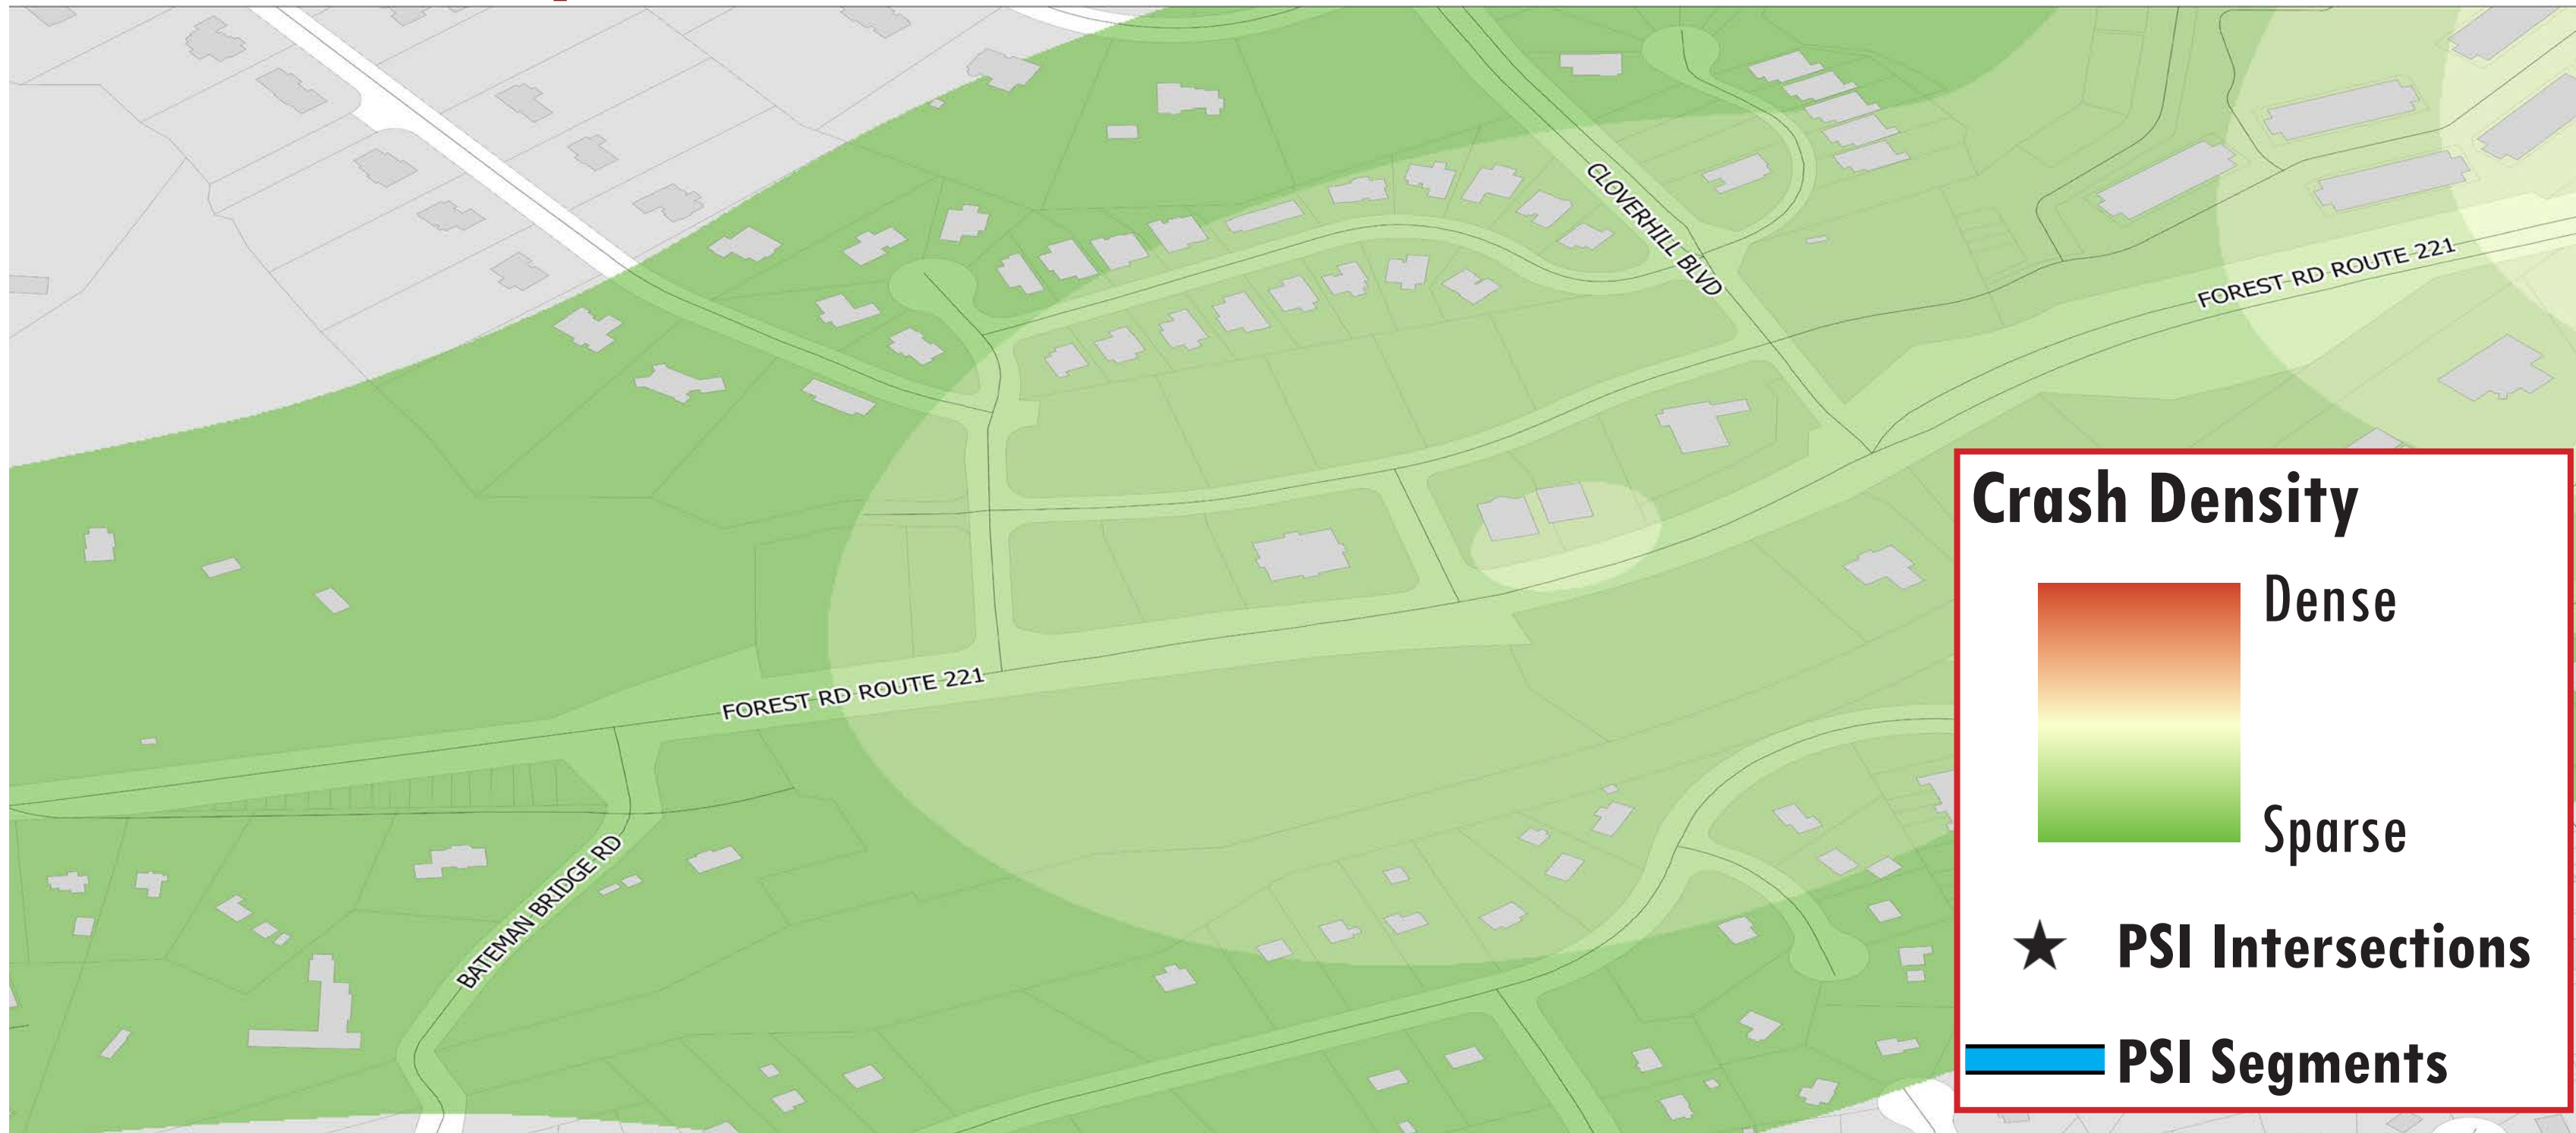 CLOVERHILL BLVD
FOREST RD ROUTE 221
FOREST RD ROUTE 221
BATEMAN BRIDGE RD
Crash Density
Dense
Sparse
PSI Intersections
PSI Segments